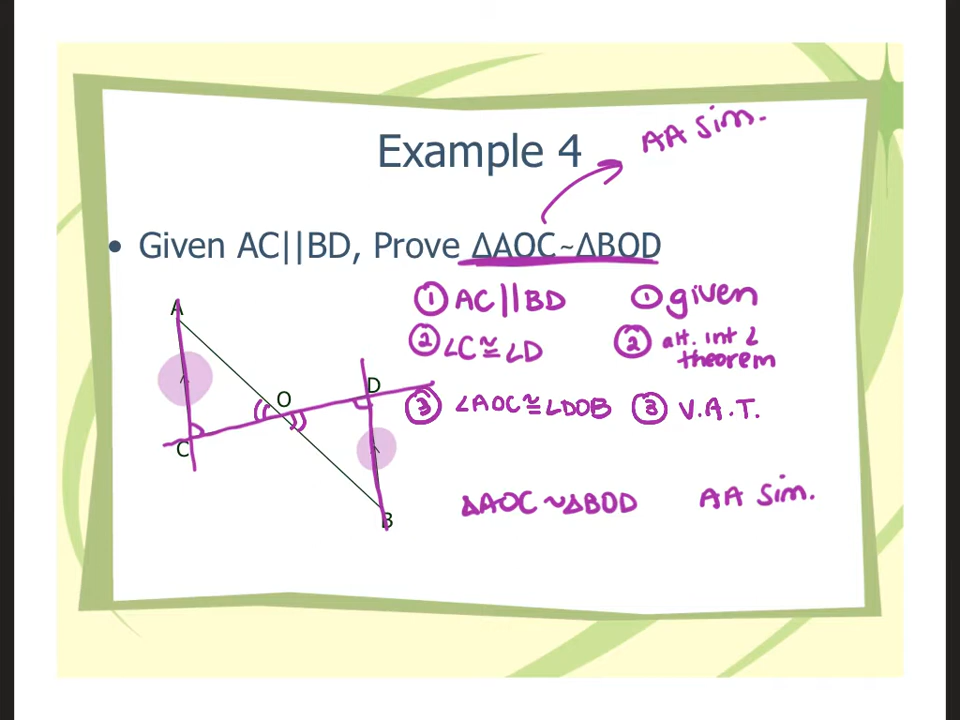 AA sim.
Example 4
• Given AC||BD, Prove ΔAOC~ΔBOD
① AC || BD ① given
② ∠C ≅ ∠D ② alt. int ∠ theorem
③ ∠AOC ≅ ∠DOB ③ V.A.T.
ΔAOC ~ ΔBOD AA sim.
A
D
O
C
B